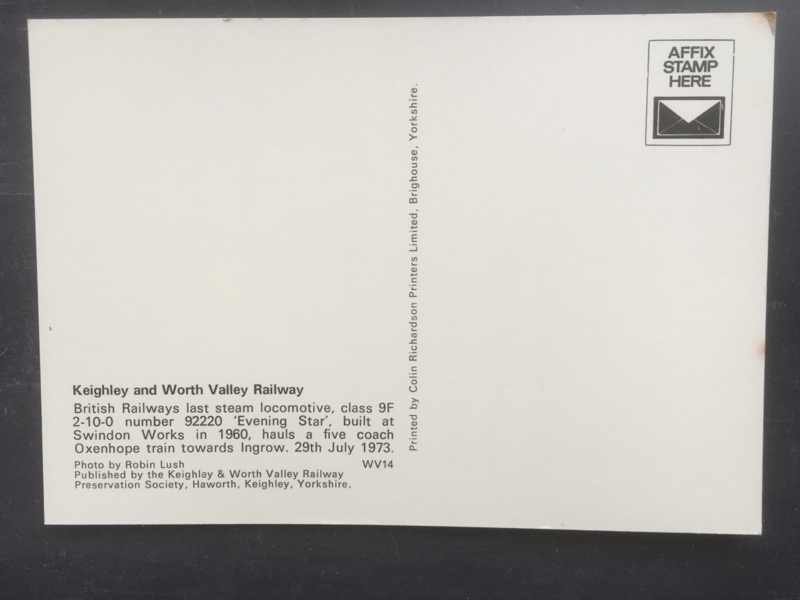 AFFIX
STAMP
HERE
Keighley and Worth Valley Railway
British Railways last steam locomotive, class 9F
2-10-0 number 92220 'Evening Star', built at
Swindon Works in 1960, hauls a five coach
Oxenhope train towards Ingrow. 29th July 1973.
Photo by Robin Lush WV14
Published by the Keighley & Worth Valley Railway
Preservation Society, Haworth, Keighley, Yorkshire.
Printed by Colin Richardson Printers Limited, Brighouse, Yorkshire.